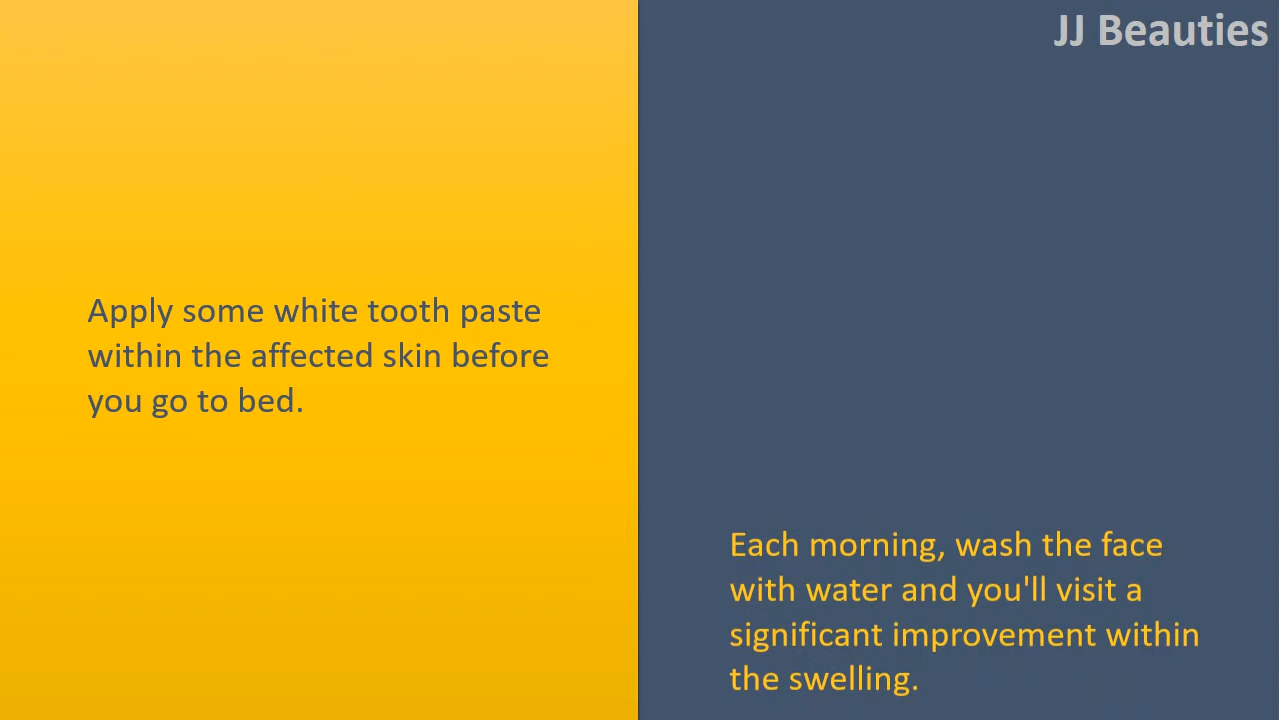 JJ Beauties
Apply some white tooth paste
within the affected skin before
you go to bed.
Each morning, wash the face
with water and you'll visit a
significant improvement within
the swelling.